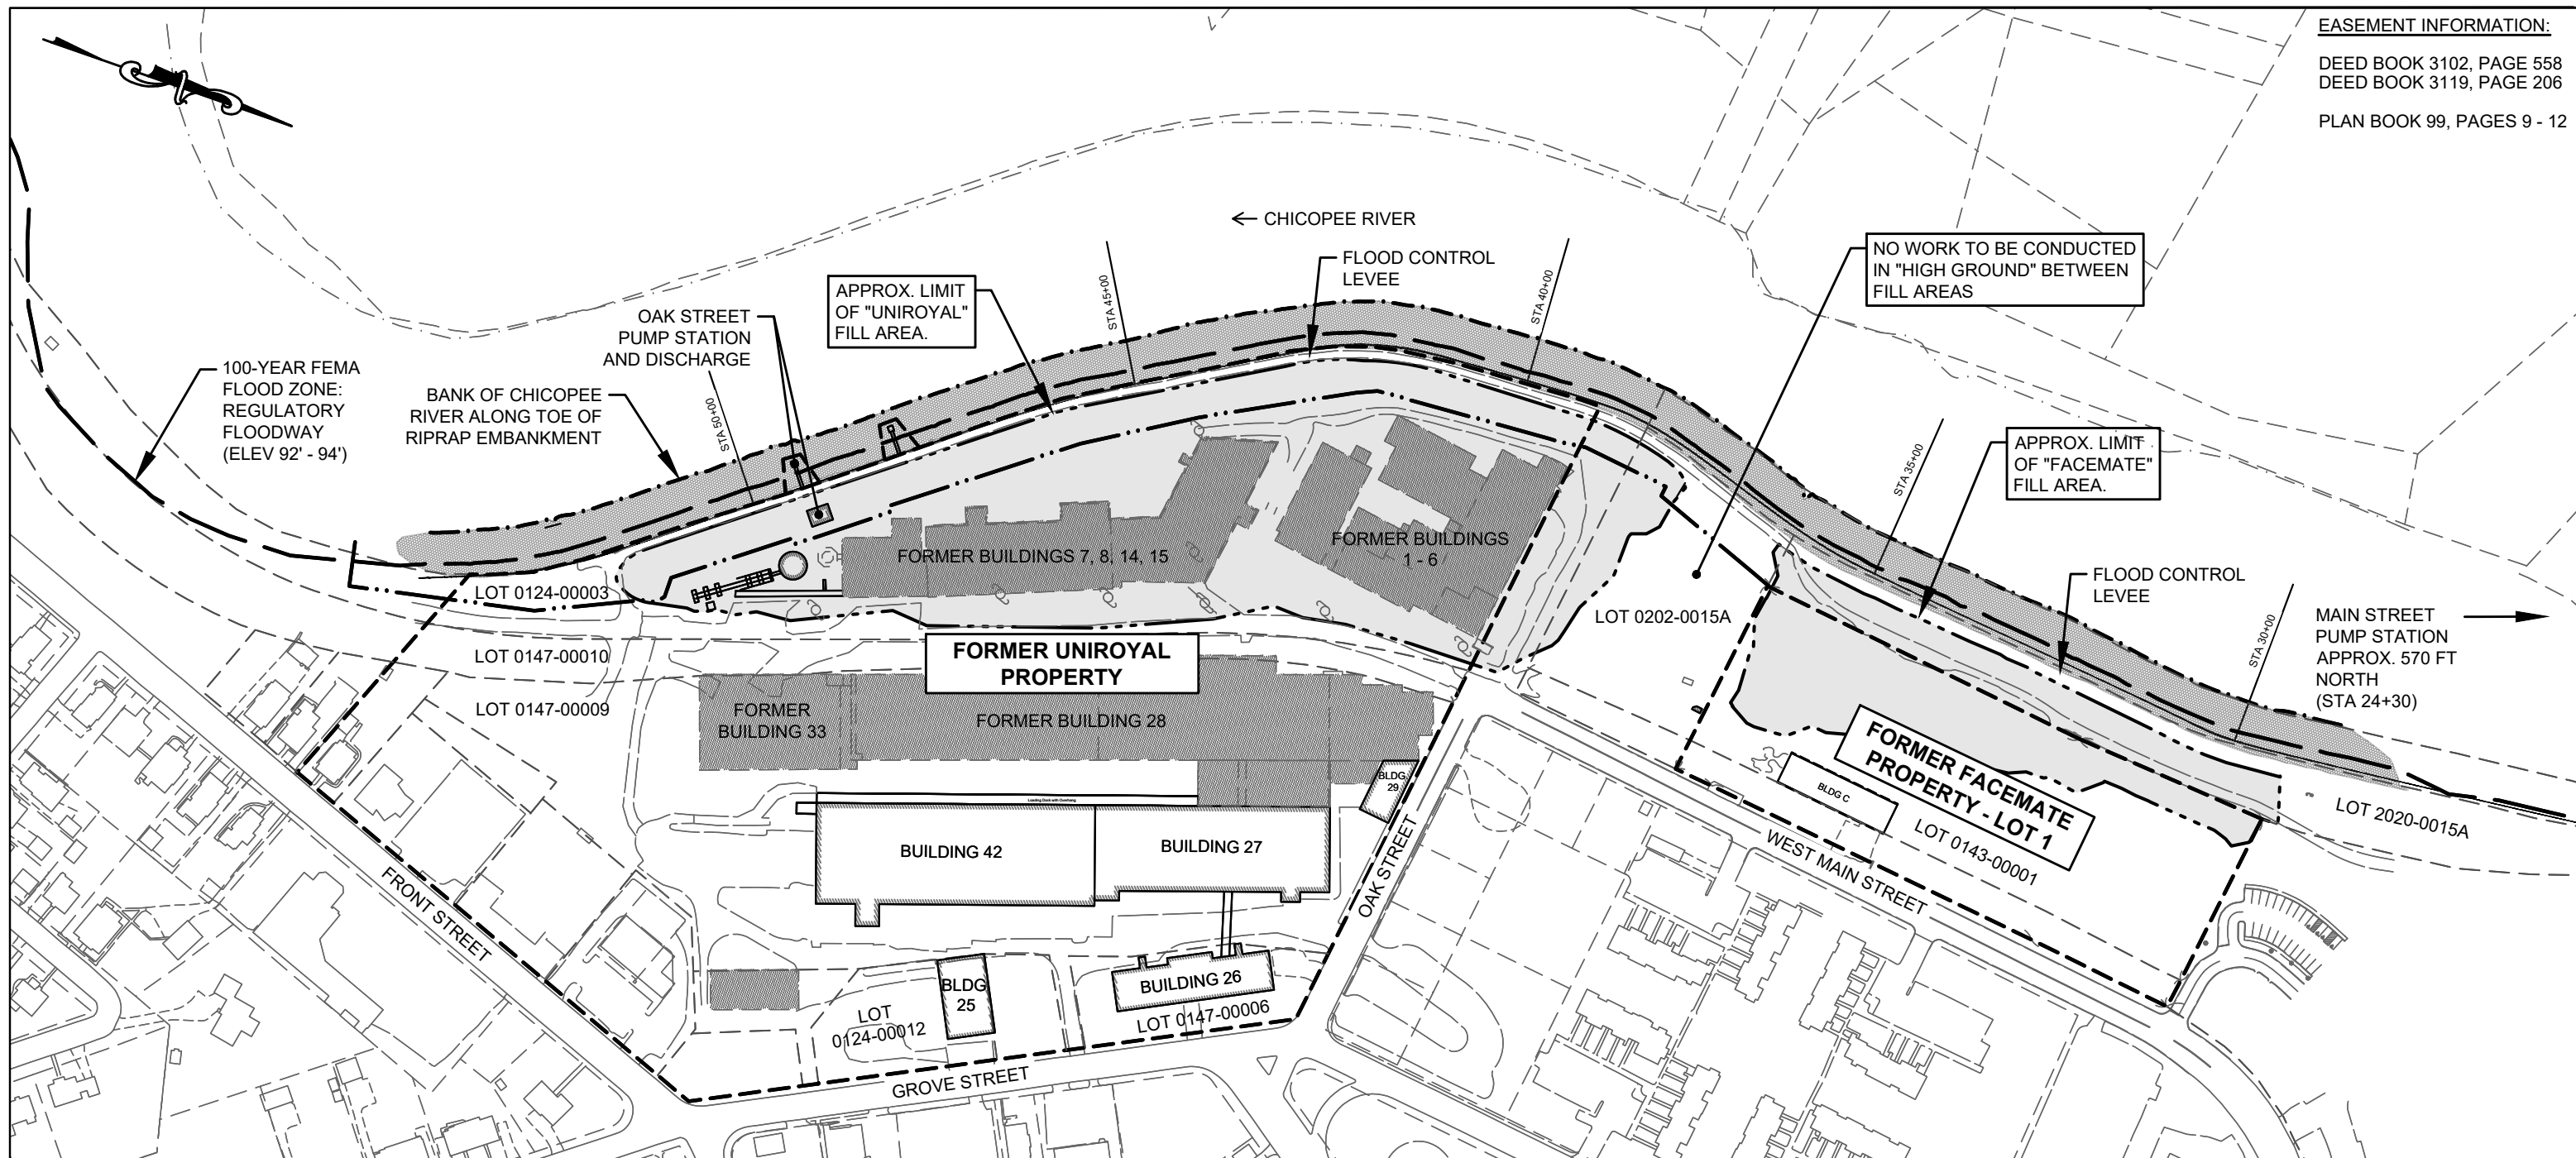 EASEMENT INFORMATION:
DEED BOOK 3102, PAGE 558
DEED BOOK 3119, PAGE 206
PLAN BOOK 99, PAGES 9 - 12
← CHICOPEE RIVER
FLOOD CONTROL
LEVEE
NO WORK TO BE CONDUCTED
IN "HIGH GROUND" BETWEEN
FILL AREAS
APPROX. LIMIT
OF "UNIROYAL"
FILL AREA.
OAK STREET
PUMP STATION
AND DISCHARGE
100-YEAR FEMA
FLOOD ZONE:
REGULATORY
FLOODWAY
(ELEV 92' - 94')
BANK OF CHICOPEE
RIVER ALONG TOE OF
RIPRAP EMBANKMENT
STA 50+00
STA 45+00
STA 40+00
STA 35+00
STA 30+00
APPROX. LIMIT
OF "FACEMATE"
FILL AREA.
FLOOD CONTROL
LEVEE
MAIN STREET
PUMP STATION
APPROX. 570 FT
NORTH
(STA 24+30)
FORMER BUILDINGS 7, 8, 14, 15
FORMER BUILDINGS
1 - 6
LOT 0124-00003
LOT 0202-0015A
LOT 0147-00010
LOT 0147-00009
FORMER UNIROYAL
PROPERTY
FORMER
BUILDING 33
FORMER BUILDING 28
BLDG
29
Loading Dock with Overhang
BUILDING 42
BUILDING 27
BLDG C
FORMER FACEMATE
PROPERTY - LOT 1
LOT 0143-00001
LOT 2020-0015A
WEST MAIN STREET
OAK STREET
FRONT STREET
BLDG
25
BUILDING 26
LOT
0124-00012
LOT 0147-00006
GROVE STREET